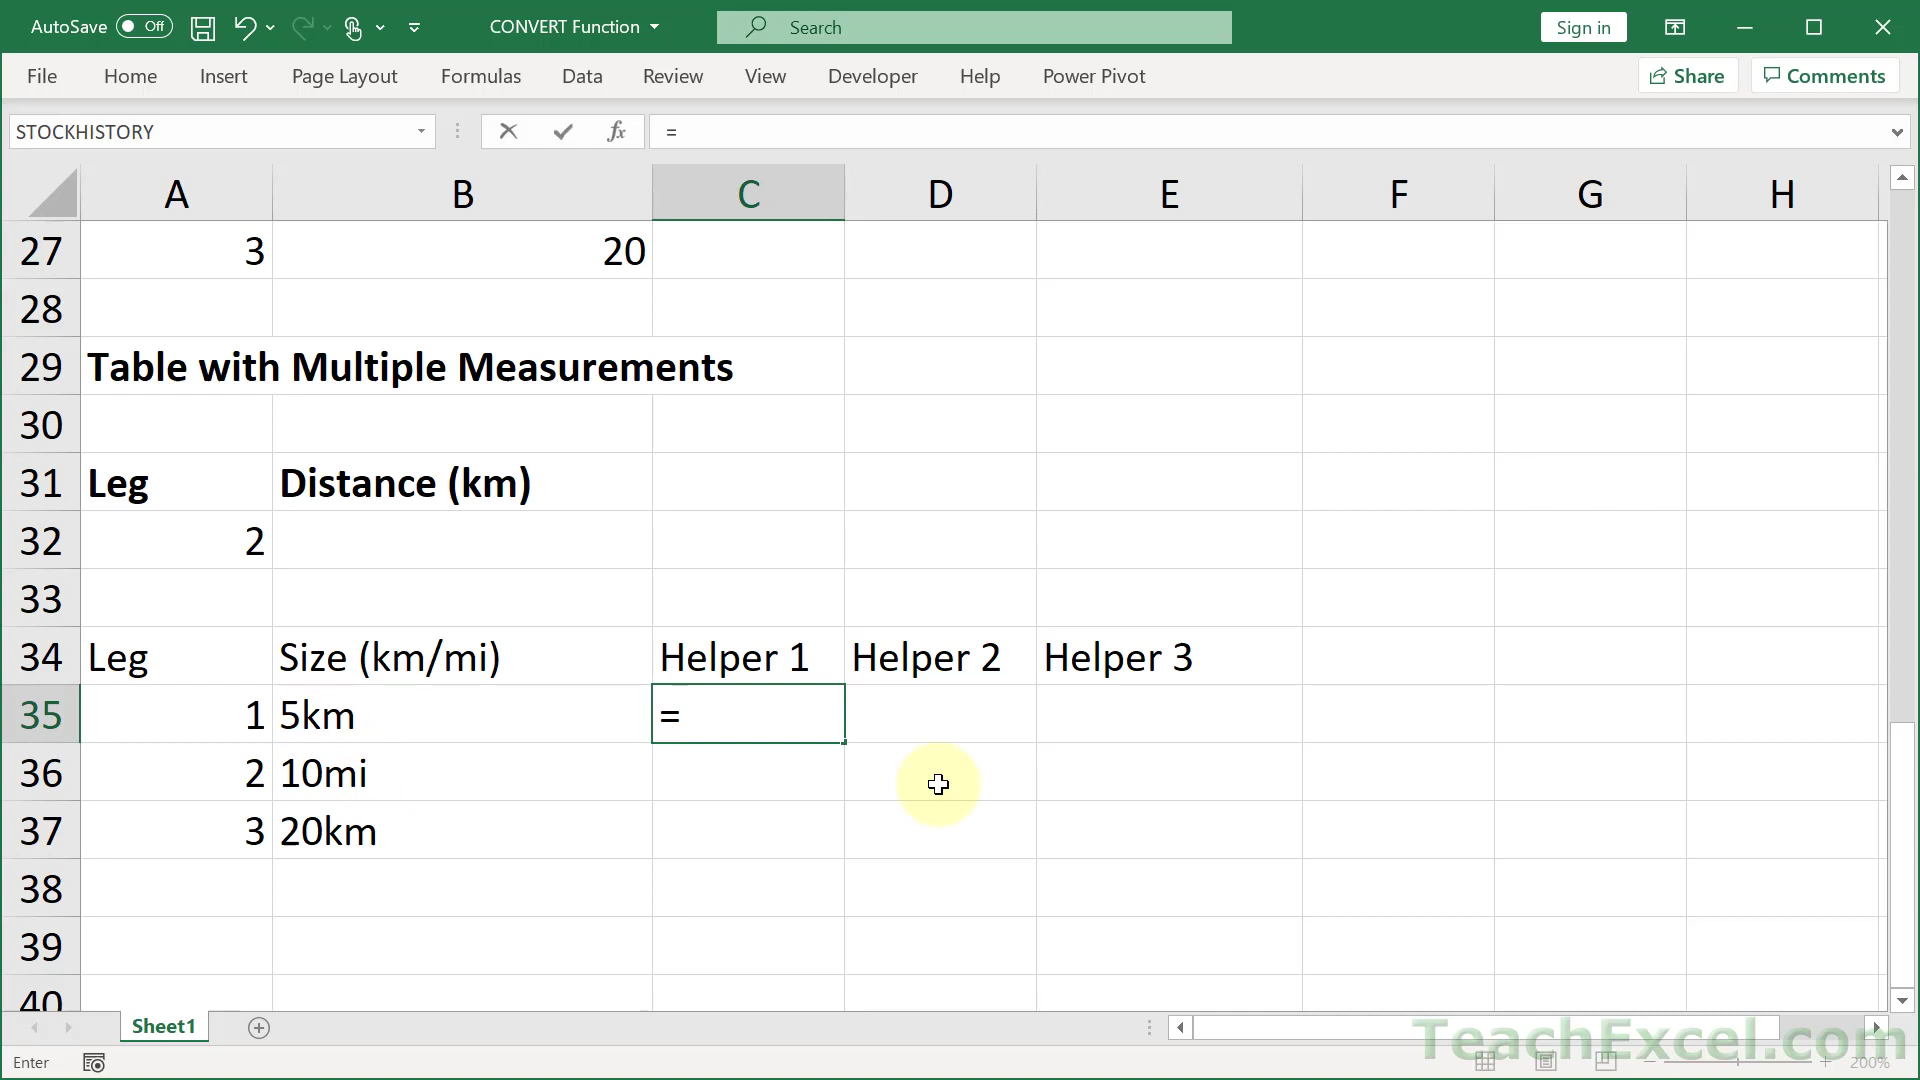 AutoSave Off CONVERT Function Search Sign in
File Home Insert Page Layout Formulas Data Review View Developer Help Power Pivot Share Comments
STOCKHISTORY fx =
A B C D E F G H
27 3 20
28
29 Table with Multiple Measurements
30
31 Leg Distance (km)
32 2
33
34 Leg Size (km/mi) Helper 1 Helper 2 Helper 3
35 1 5km =
36 2 10mi
37 3 20km
38
39
40
Sheet1
TeachExcel.com
Enter 200%